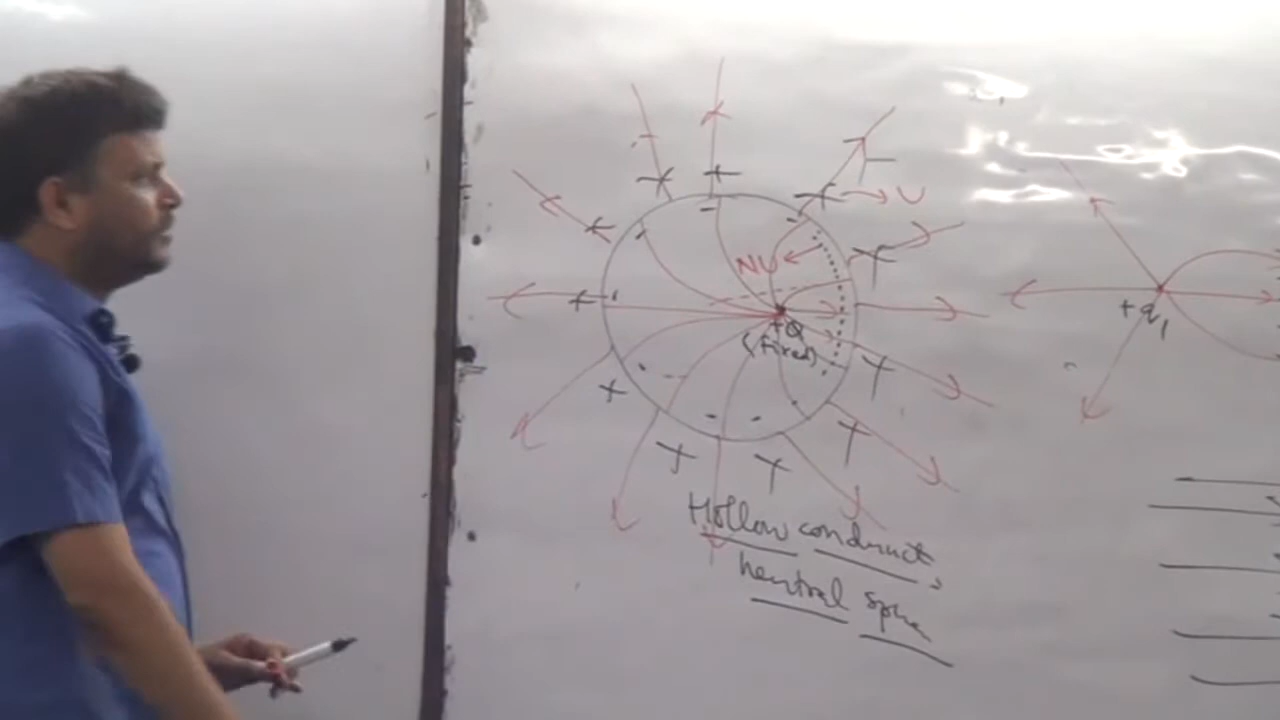 U
NU
+Q
(fixed)
+q₁
Hollow conduct,
neutral sphe